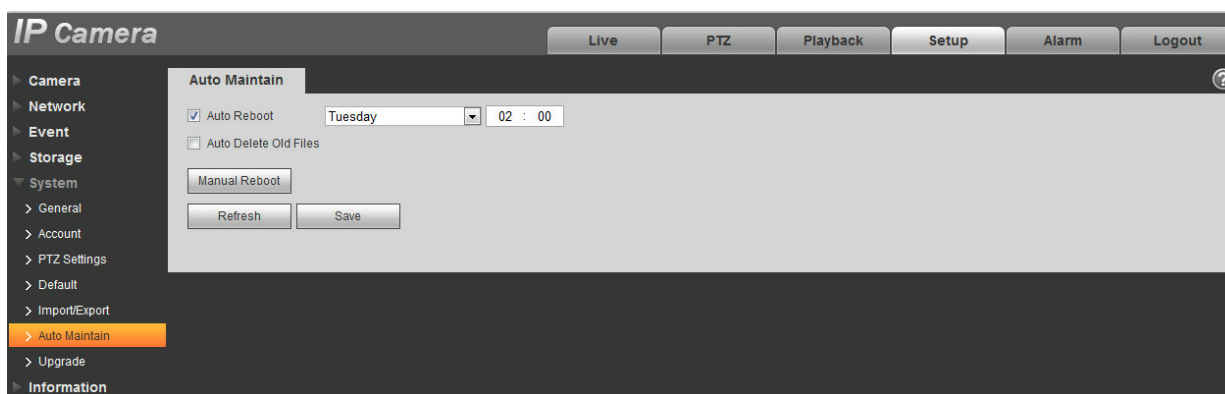 IP Camera
Live
PTZ
Playback
Setup
Alarm
Logout
Camera
Network
Event
Storage
System
General
Account
PTZ Settings
Default
Import/Export
Auto Maintain
Upgrade
Information
Auto Maintain
?
Auto Reboot
Tuesday
02 : 00
Auto Delete Old Files
Manual Reboot
Refresh
Save